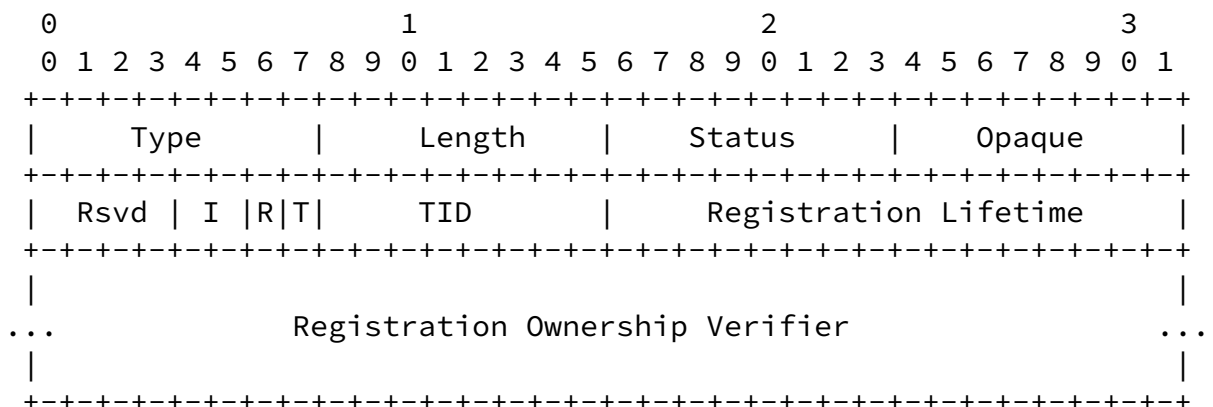 0                   1                   2                   3
 0 1 2 3 4 5 6 7 8 9 0 1 2 3 4 5 6 7 8 9 0 1 2 3 4 5 6 7 8 9 0 1
+-+-+-+-+-+-+-+-+-+-+-+-+-+-+-+-+-+-+-+-+-+-+-+-+-+-+-+-+-+-+-+-+
|     Type      |     Length    |    Status     |    Opaque     |
+-+-+-+-+-+-+-+-+-+-+-+-+-+-+-+-+-+-+-+-+-+-+-+-+-+-+-+-+-+-+-+-+
|  Rsvd | I |R|T|     TID       |     Registration Lifetime     |
+-+-+-+-+-+-+-+-+-+-+-+-+-+-+-+-+-+-+-+-+-+-+-+-+-+-+-+-+-+-+-+-+
|                                                               |
...             Registration Ownership Verifier                 ...
|                                                               |
+-+-+-+-+-+-+-+-+-+-+-+-+-+-+-+-+-+-+-+-+-+-+-+-+-+-+-+-+-+-+-+-+